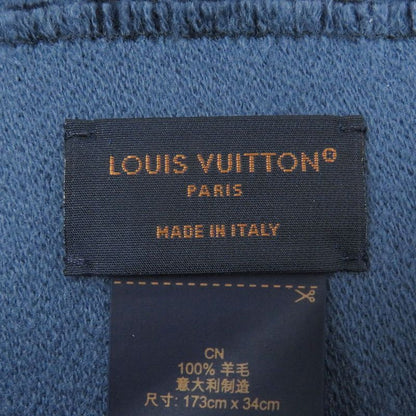 LOUIS VUITTON®
PARIS
MADE IN ITALY
CN
100% 羊毛
意大利制造
尺寸: 173cm x 34cm